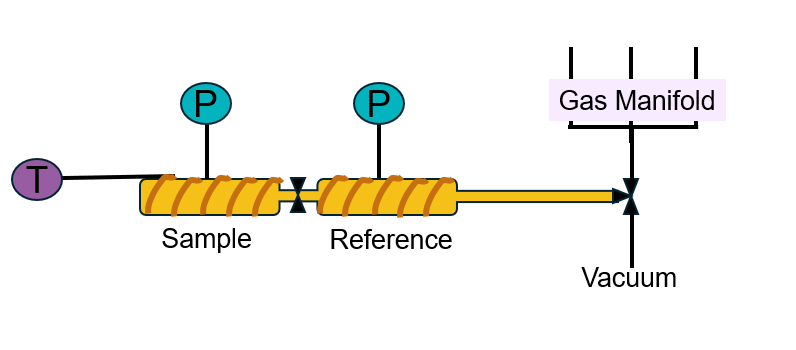 P
P
Gas Manifold
T
Sample
Reference
Vacuum